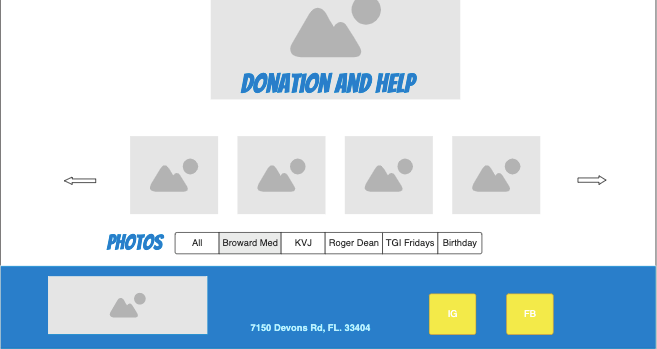 DONATION AND HELP
PHOTOS All Broward Med KVJ Roger Dean TGI Fridays Birthday
IG FB
7150 Devons Rd, FL. 33404